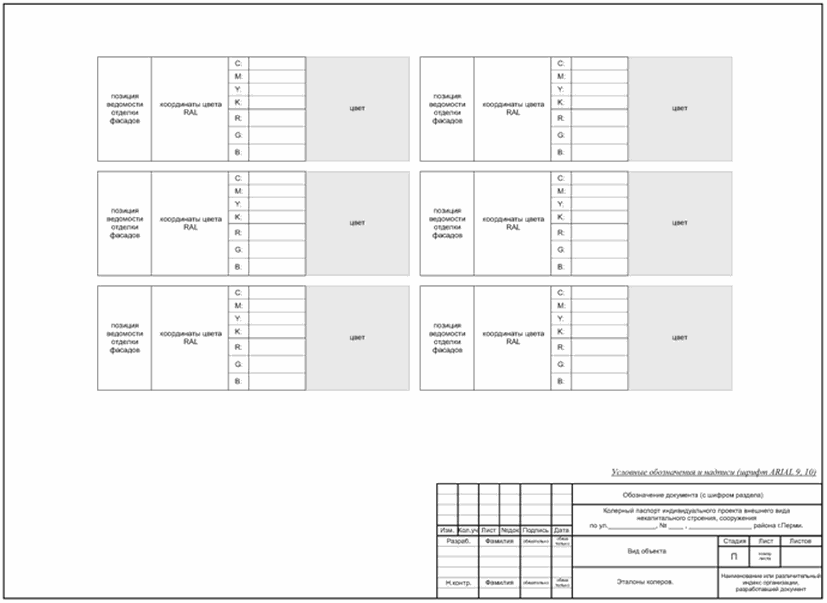 позиция ведомости отделки фасадов
координаты цвета RAL
C:
M:
Y:
K:
R:
G:
B:
цвет
позиция ведомости отделки фасадов
координаты цвета RAL
C:
M:
Y:
K:
R:
G:
B:
цвет
позиция ведомости отделки фасадов
координаты цвета RAL
C:
M:
Y:
K:
R:
G:
B:
цвет
позиция ведомости отделки фасадов
координаты цвета RAL
C:
M:
Y:
K:
R:
G:
B:
цвет
позиция ведомости отделки фасадов
координаты цвета RAL
C:
M:
Y:
K:
R:
G:
B:
цвет
позиция ведомости отделки фасадов
координаты цвета RAL
C:
M:
Y:
K:
R:
G:
B:
цвет
Условные обозначения и надписи (шрифт ARIAL 9, 10)
Обозначение документа (с шифром раздела)
Колерный паспорт индивидуального проекта внешнего вида
некапитального строения, сооружения
по ул.____________, № ____ , ________________ района г.Перми.
Изм. Кол.уч Лист №док Подпись Дата
Разраб. Фамилия обязательно
Вид объекта
Стадия Лист Листов
П номер листа
Н.контр. Фамилия обязательно
Эталоны колеров.
Наименование или различительный
индекс организации,
разработавший документ